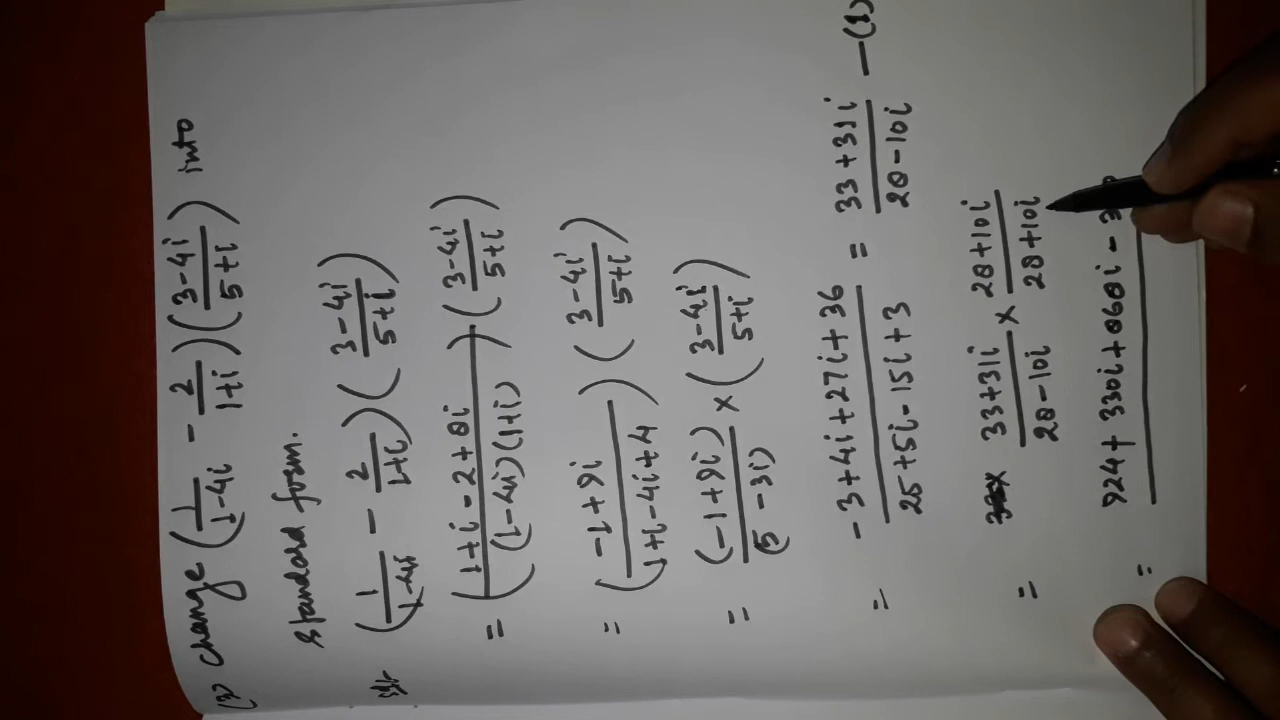 (3) change (1/1-4i - 2/1+i)(3-4i/5+i) into
standard form.
Sol: (1/1-4i - 2/1+i)(3-4i/5+i)
= (1+i-2+8i/(1-4i)(1+i))(3-4i/5+i)
= (-1+9i/1+i-4i+4)(3-4i/5+i)
= (-1+9i)/(5-3i) × (3-4i/5+i)
= -3+4i+27i+36/25+5i-15i+3 = 33+31i/28-10i —(1)
= 33+31i/28-10i × 28+10i/28+10i
= 924+330i+868i-3